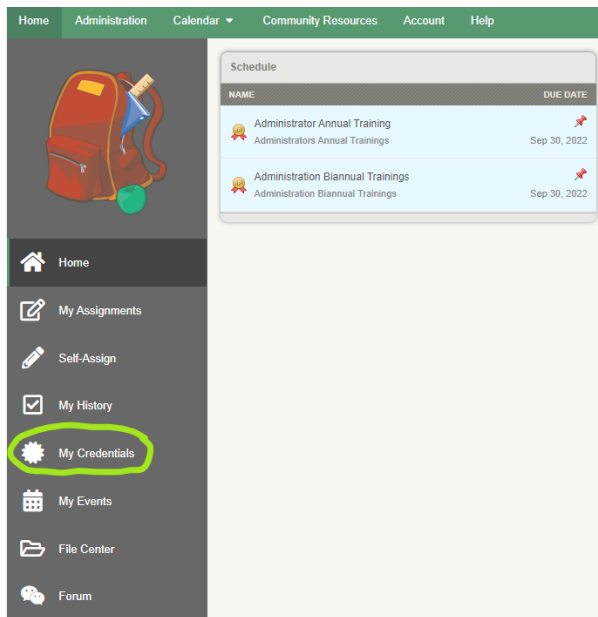 Home Administration Calendar Community Resources Account Help
Schedule
NAME DUE DATE
Administrator Annual Training
Administrators Annual Trainings Sep 30, 2022
Administration Biannual Trainings
Administration Biannual Trainings Sep 30, 2022
Home
My Assignments
Self-Assign
My History
My Credentials
My Events
File Center
Forum